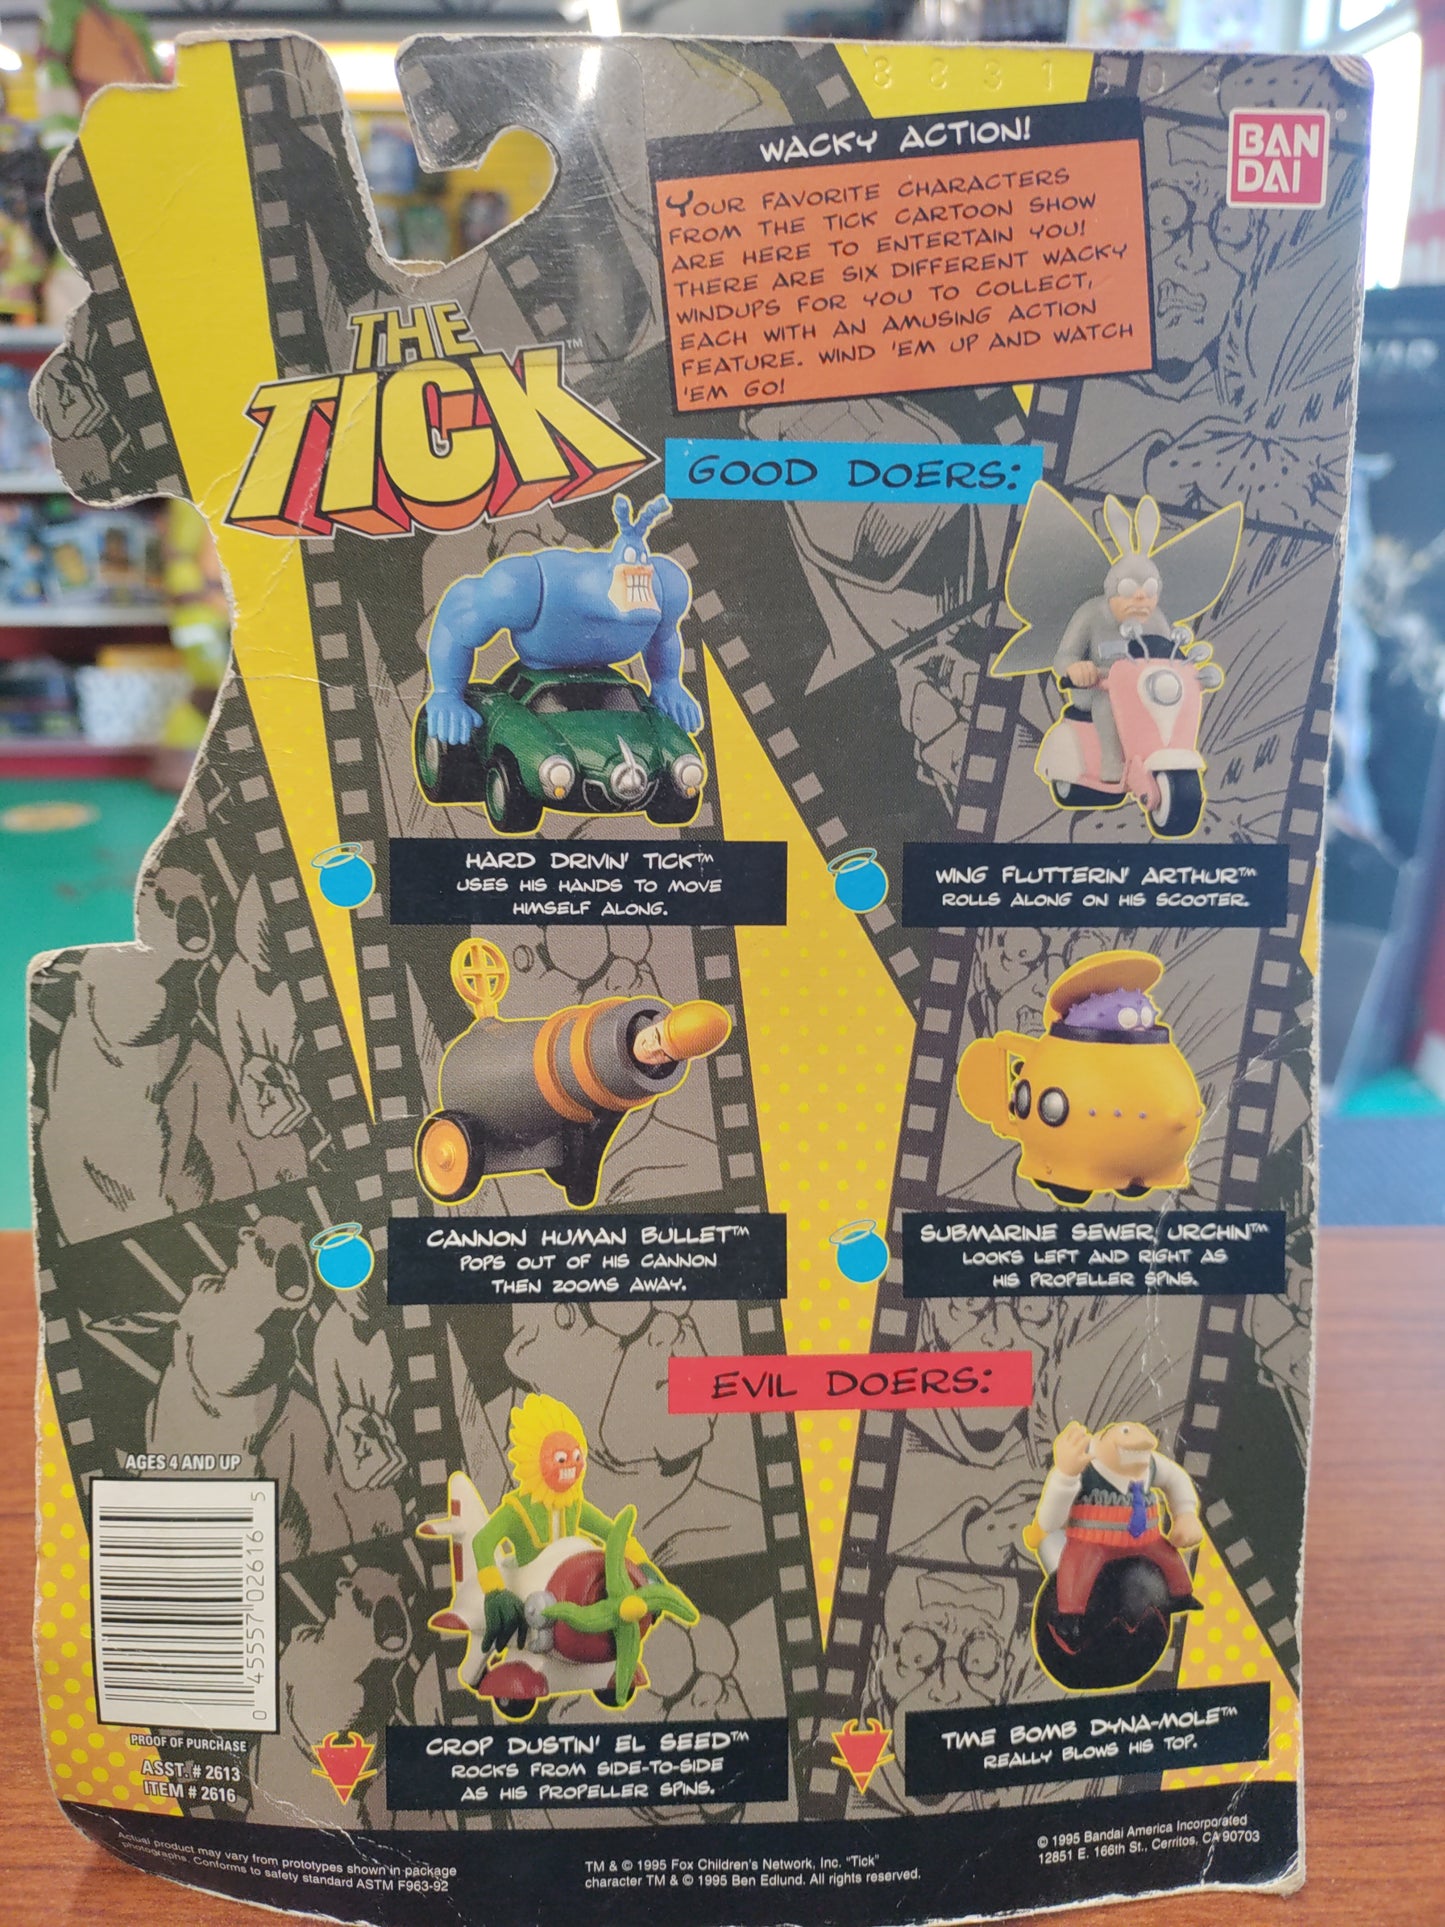 8831605
BAN
DAI
®
WACKY ACTION!
YOUR FAVORITE CHARACTERS
FROM THE TICK CARTOON SHOW
ARE HERE TO ENTERTAIN YOU!
THERE ARE SIX DIFFERENT WACKY
WINDUPS FOR YOU TO COLLECT,
EACH WITH AN AMUSING ACTION
FEATURE. WIND 'EM UP AND WATCH
'EM GO!
THE
TICK™
GOOD DOERS:
HARD DRIVIN' TICK™
USES HIS HANDS TO MOVE
HIMSELF ALONG.
WING FLUTTERIN' ARTHUR™
ROLLS ALONG ON HIS SCOOTER.
CANNON HUMAN BULLET™
POPS OUT OF HIS CANNON
THEN ZOOMS AWAY.
SUBMARINE SEWER URCHIN™
LOOKS LEFT AND RIGHT AS
HIS PROPELLER SPINS.
EVIL DOERS:
CROP DUSTIN' EL SEED™
ROCKS FROM SIDE-TO-SIDE
AS HIS PROPELLER SPINS.
TIME BOMB DYNA-MOLE™
REALLY BLOWS HIS TOP.
AGES 4 AND UP
0 45557 02616 5
PROOF OF PURCHASE
ASST. # 2613
ITEM # 2616
Actual product may vary from prototypes shown in package
photographs. Conforms to safety standard ASTM F963-92
TM & © 1995 Fox Children's Network, Inc. "Tick"
character TM & © 1995 Ben Edlund. All rights reserved.
© 1995 Bandai America Incorporated
12851 E. 166th St., Cerritos, CA 90703